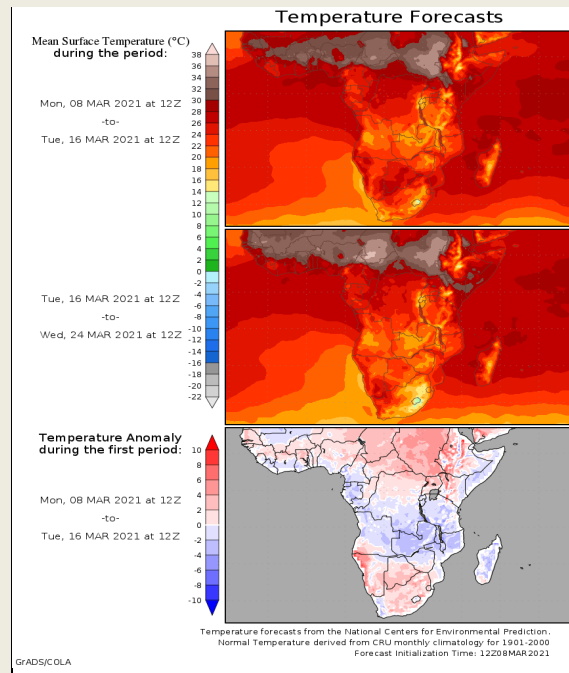 Temperature Forecasts
Mean Surface Temperature (°C)
during the period:
Mon, 08 MAR 2021 at 12Z
-to-
Tue, 16 MAR 2021 at 12Z
38
36
34
32
30
28
26
24
22
20
18
16
14
12
10
8
6
4
2
0
-2
-4
-6
-8
-10
-12
-14
-16
-18
-20
-22
Tue, 16 MAR 2021 at 12Z
-to-
Wed, 24 MAR 2021 at 12Z
Temperature Anomaly
during the first period:
Mon, 08 MAR 2021 at 12Z
-to-
Tue, 16 MAR 2021 at 12Z
10
8
6
4
2
0
-2
-4
-6
-8
-10
Temperature forecasts from the National Centers for Environmental Prediction.
Normal Temperature derived from CRU monthly climatology for 1901-2000
Forecast Initialization Time: 12Z08MAR2021
GrADS/COLA